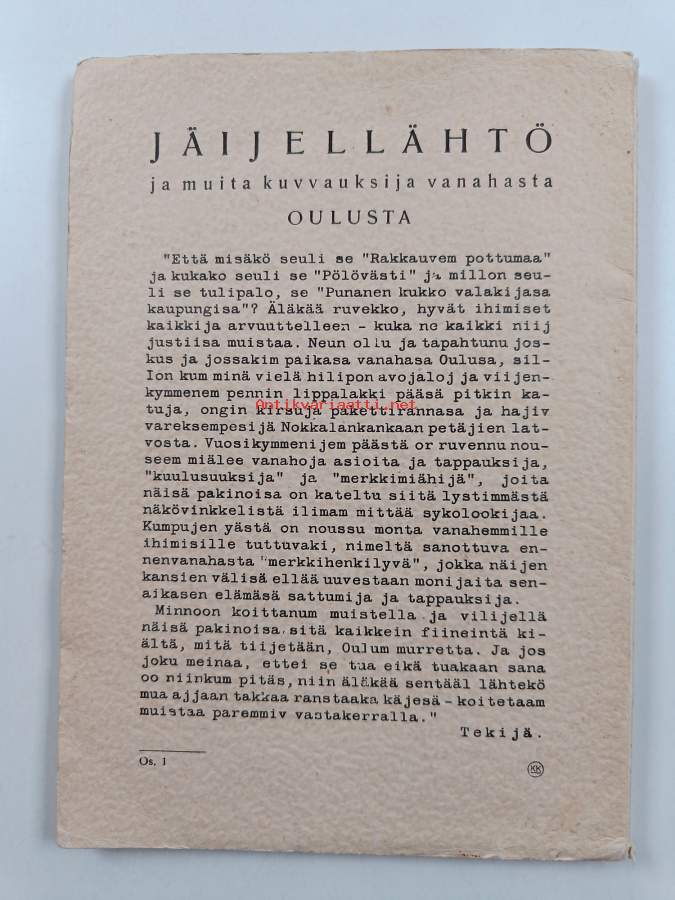 JÄIJELLÄHTÖ
ja muita kuvvauksija vanahasta
OULUSTA
"Että misäkö seuli se "Rakkauvem pottumaa"
ja kukako seuli se "Pölövästi" ja millon seu-
li se tulipalo, se "Punanen kukko valakijasa
kaupungisa"? Äläkää ruvekko, hyvät ihimiset
kaikkija arvuuttelleen - kuka no kaikki niij
justiisa muistaa. Neun ollu ja tapahtunu jos-
kus ja jossakim paikasa vanahasa Oulusa, sil-
lon kum minä vielä hilipon avojaloj ja viijen-
kymmenem pennin lippalakki pääsä pitkin ka-
tuja, ongin kirsuja pakettirannasa ja hajiv
vareksempesijä Nokkalankankaan petäjien lat-
vosta. Vuosikymmenijem päästä or ruvennu nou-
seem miälee vanahoja asioita ja tappauksija,
"kuulusuuksija" ja "merkkimiähijä", joita
näisä pakinoisa on kateltu siitä lystimmästä
näkövinkkelistä ilimam mittää sykolookijaa.
Kumpujen yästä on noussu monta vanahemmille
ihimisille tuttuvaki, nimeltä sanottuva en-
nenvanahasta "merkkihenkilyvä", jokka näijen
kansien välisä ellää uuvestaan monijaita sen-
aikasen elämäsä sattumija ja tappauksija.
Minnoon koittanum muistella ja vilijellä
näisä pakinoisa sitä kaikkein fiineintä ki-
ältä, mitä tiijetään, Oulum murretta. Ja jos
joku meinaa, ettei se tua eikä tuakaan sana
oo niinkum pitäs, niin äläkää sentääl lähtekö
mua ajjaan takkaa ranstaaka käjesä - koitetaam
muistaa paremmiv vastakerralla."
Tekijä.
Os. 1
KK
Antikvariaatti.net